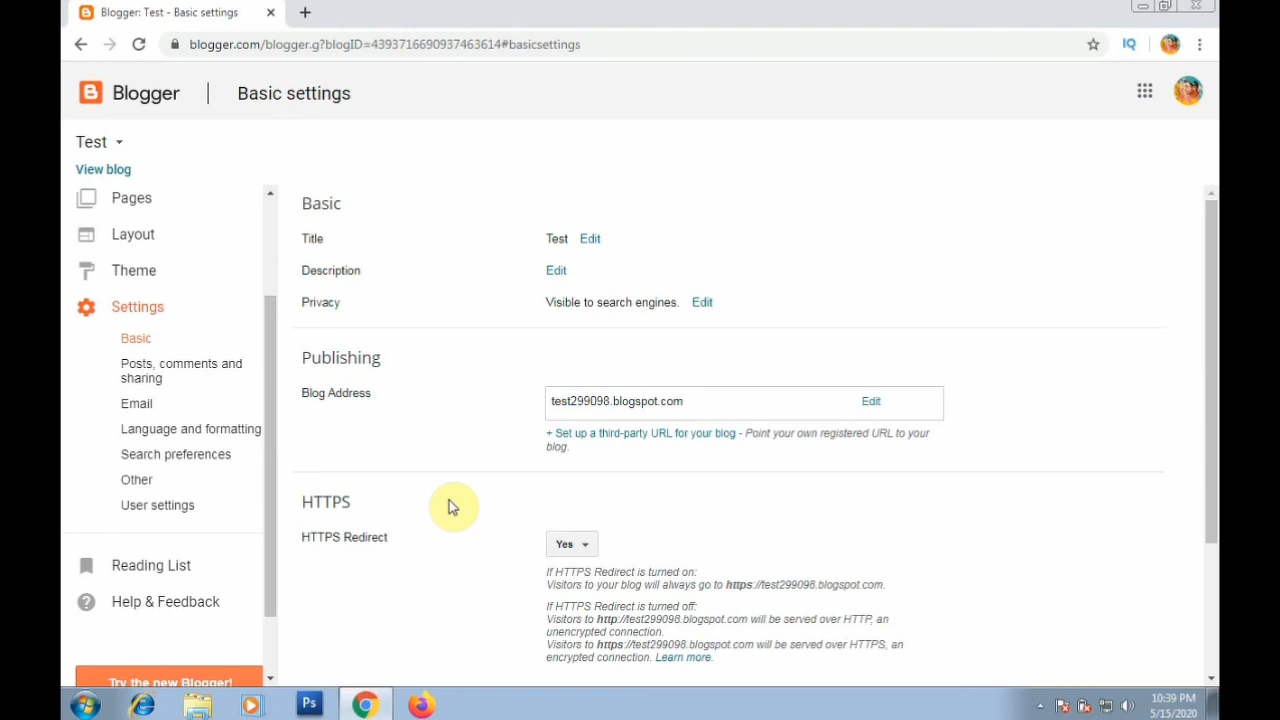 Blogger: Test - Basic settings
blogger.com/blogger.g?blogID=4393716690937463614#basicsettings
IQ
Blogger
Basic settings
Test
View blog
Pages
Layout
Theme
Settings
Basic
Posts, comments and
sharing
Email
Language and formatting
Search preferences
Other
User settings
Reading List
Help & Feedback
Try the new Blogger!
Basic
Title
Test Edit
Description
Edit
Privacy
Visible to search engines. Edit
Publishing
Blog Address
test299098.blogspot.com Edit
+ Set up a third-party URL for your blog - Point your own registered URL to your
blog.
HTTPS
HTTPS Redirect
Yes
If HTTPS Redirect is turned on:
Visitors to your blog will always go to https://test299098.blogspot.com.
If HTTPS Redirect is turned off:
Visitors to http://test299098.blogspot.com will be served over HTTP, an
unencrypted connection.
Visitors to https://test299098.blogspot.com will be served over HTTPS, an
encrypted connection. Learn more.
Ps
10:39 PM
5/15/2020